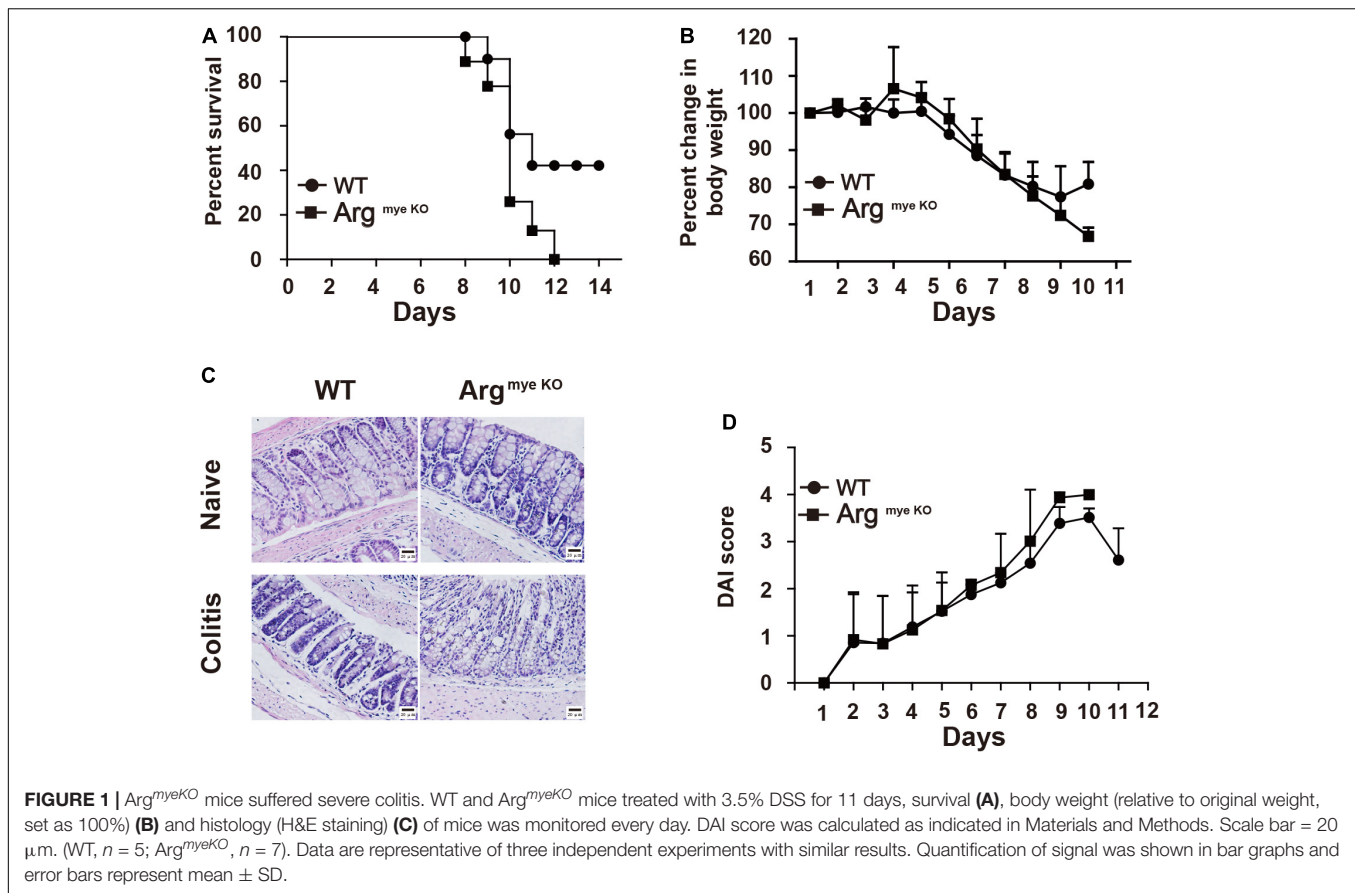 A
100
80
60
40
20
0
Percent survival
WT
Arg mye KO
0 2 4 6 8 10 12 14
Days
B
120
110
100
90
80
70
60
Percent change in
body weight
WT
Arg mye KO
1 2 3 4 5 6 7 8 9 10 11
Days
C
WT Arg mye KO
Naive
20 μm
20 μm
Colitis
20 μm
20 μm
D
5
4
3
2
1
0
DAI score
WT
Arg mye KO
1 2 3 4 5 6 7 8 9 10 11 12
Days
FIGURE 1 | ArgmyeKO mice suffered severe colitis. WT and ArgmyeKO mice treated with 3.5% DSS for 11 days, survival (A), body weight (relative to original weight,
set as 100%) (B) and histology (H&E staining) (C) of mice was monitored every day. DAI score was calculated as indicated in Materials and Methods. Scale bar = 20
μm. (WT, n = 5; ArgmyeKO, n = 7). Data are representative of three independent experiments with similar results. Quantification of signal was shown in bar graphs and
error bars represent mean ± SD.